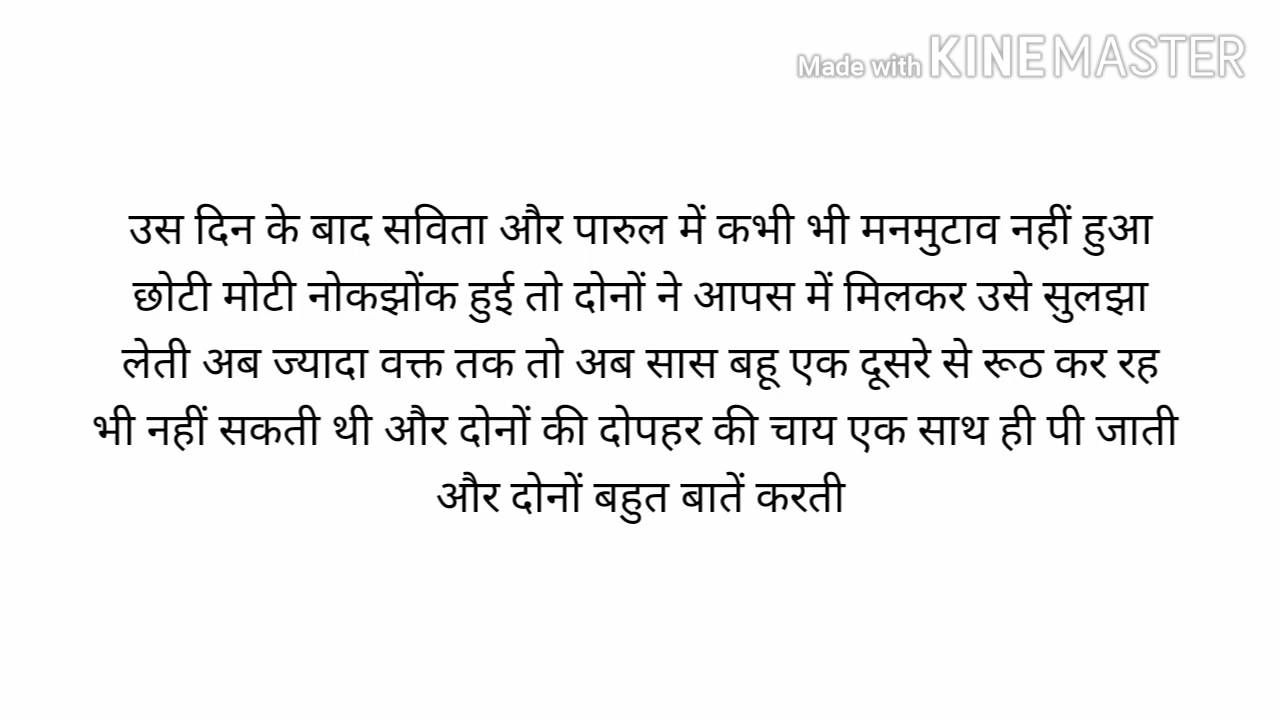 Made with KINEMASTER
उस दिन के बाद सविता और पारुल में कभी भी मनमुटाव नहीं हुआ
छोटी मोटी नोकझोंक हुई तो दोनों ने आपस में मिलकर उसे सुलझा
लेती अब ज्यादा वक्त तक तो अब सास बहू एक दूसरे से रूठ कर रह
भी नहीं सकती थी और दोनों की दोपहर की चाय एक साथ ही पी जाती
और दोनों बहुत बातें करती